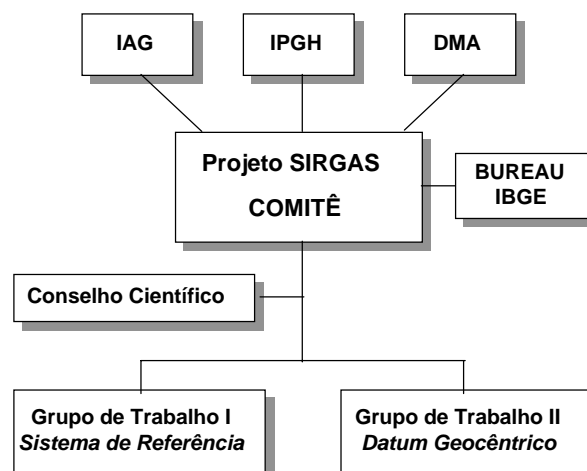 IAG
IPGH
DMA
Projeto SIRGAS
COMITÊ
BUREAU
IBGE
Conselho Científico
Grupo de Trabalho I
Sistema de Referência
Grupo de Trabalho II
Datum Geocêntrico